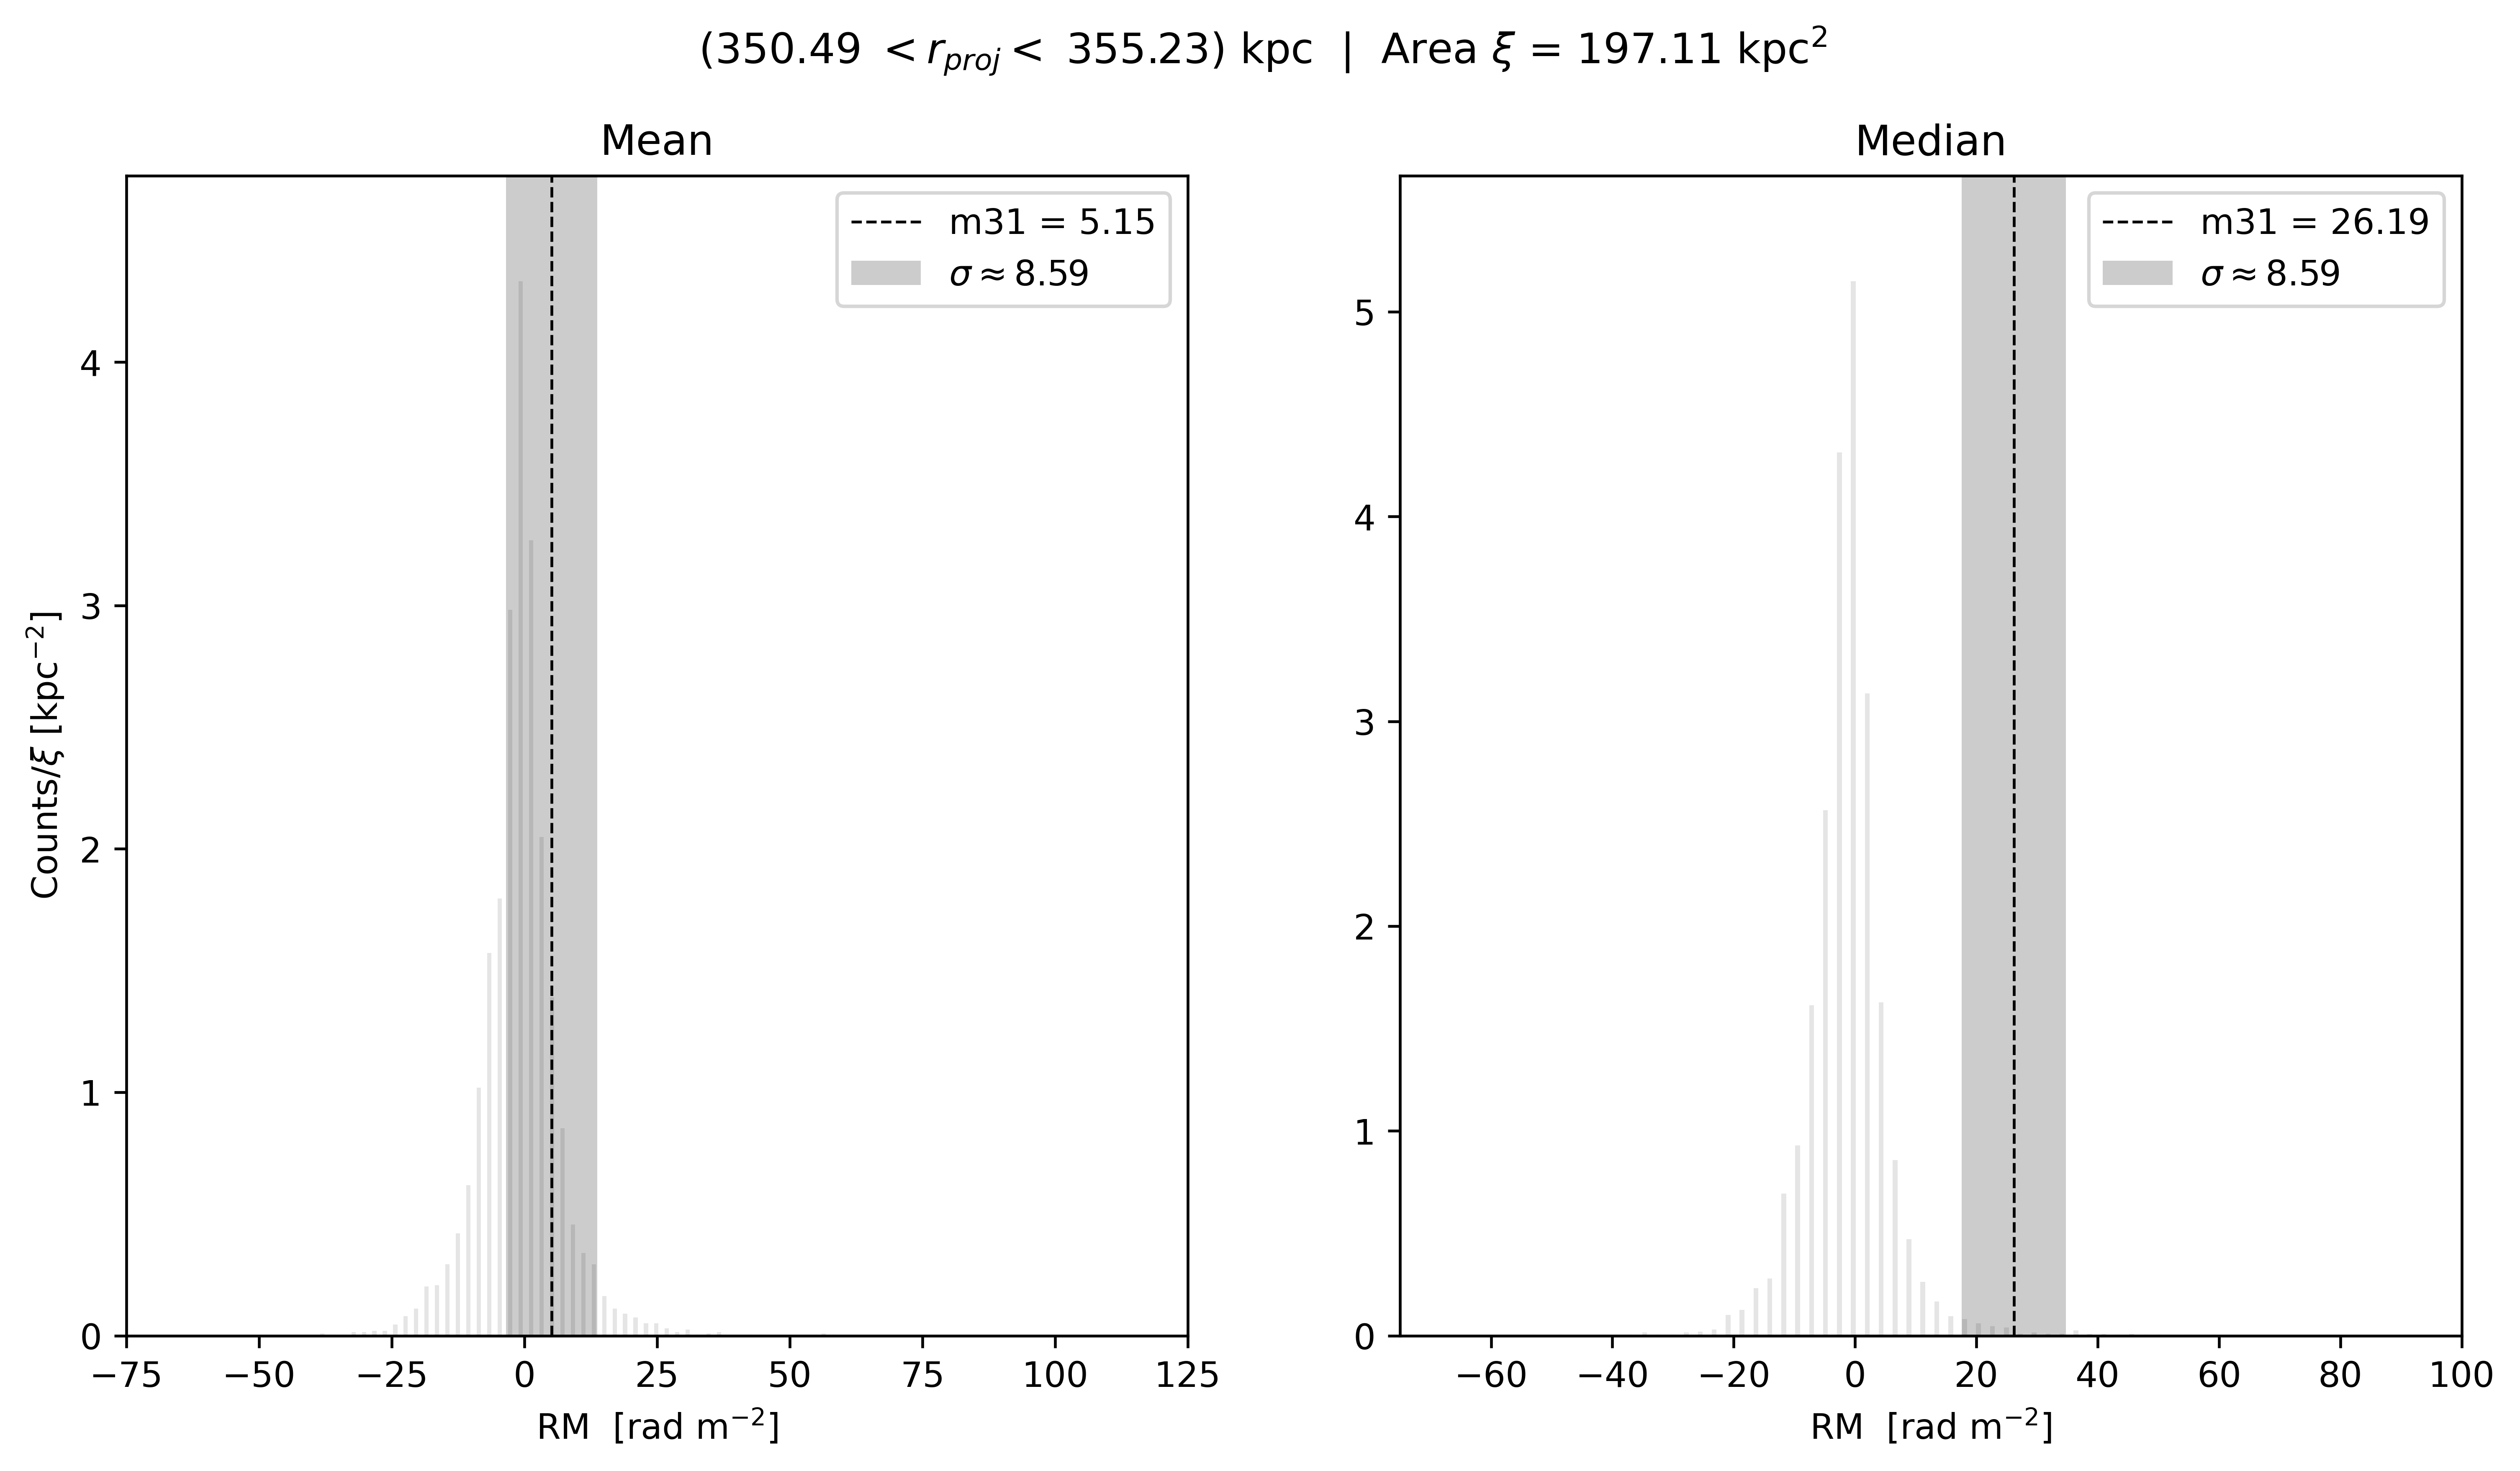 (350.49 < r_proj < 355.23) kpc | Area ξ = 197.11 kpc²
Mean
m31 = 5.15
σ ≈ 8.59
4
3
2
1
0
Counts/ξ [kpc⁻²]
−75 −50 −25 0 25 50 75 100 125
RM [rad m⁻²]
Median
m31 = 26.19
σ ≈ 8.59
5
4
3
2
1
0
−60 −40 −20 0 20 40 60 80 100
RM [rad m⁻²]